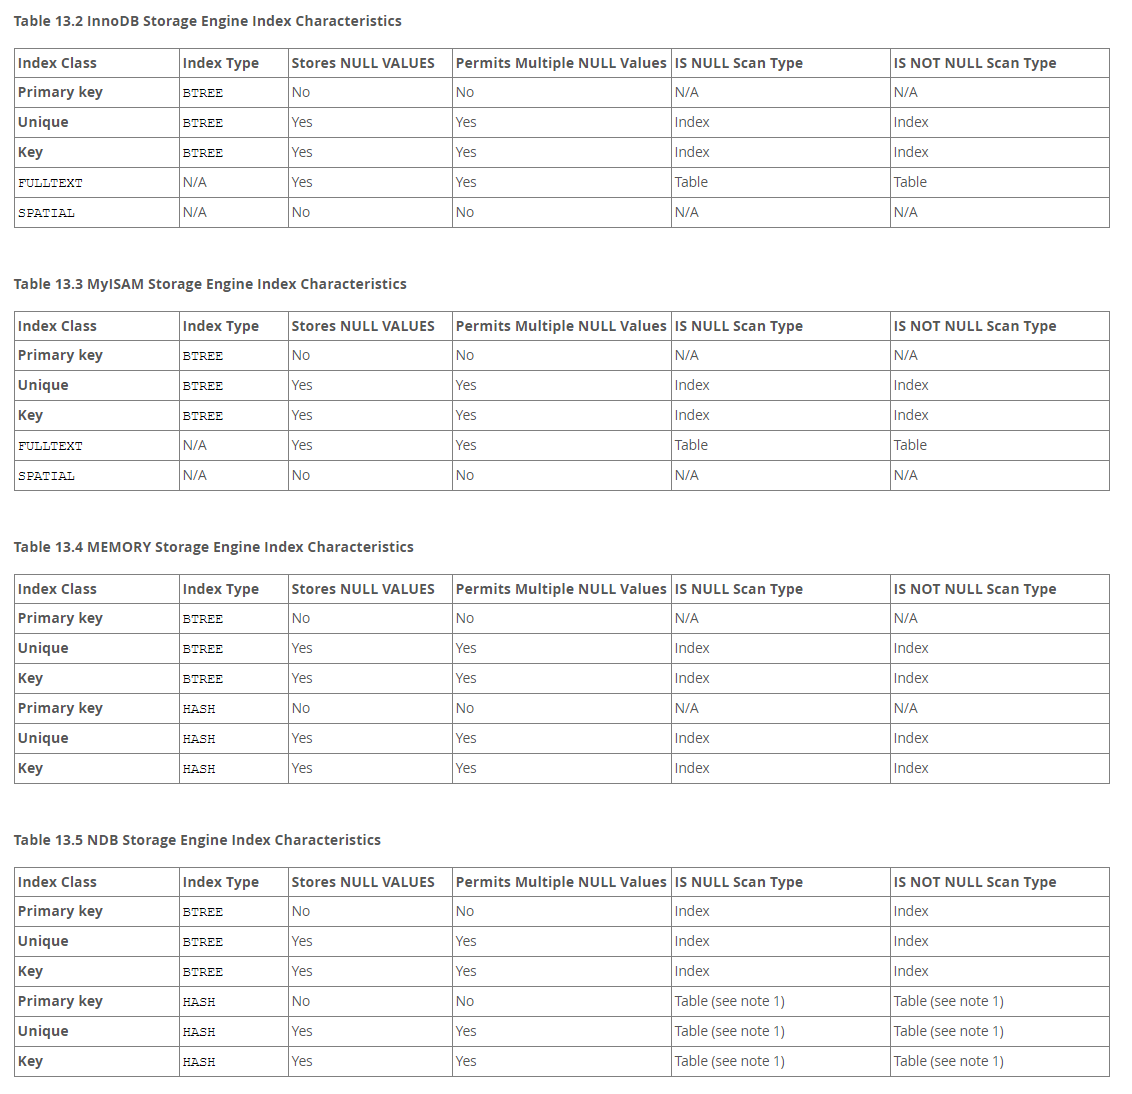 Table 13.2 InnoDB Storage Engine Index Characteristics
Index Class Index Type Stores NULL VALUES Permits Multiple NULL Values IS NULL Scan Type IS NOT NULL Scan Type
Primary key BTREE No No N/A N/A
Unique BTREE Yes Yes Index Index
Key BTREE Yes Yes Index Index
FULLTEXT N/A Yes Yes Table Table
SPATIAL N/A No No N/A N/A
Table 13.3 MyISAM Storage Engine Index Characteristics
Index Class Index Type Stores NULL VALUES Permits Multiple NULL Values IS NULL Scan Type IS NOT NULL Scan Type
Primary key BTREE No No N/A N/A
Unique BTREE Yes Yes Index Index
Key BTREE Yes Yes Index Index
FULLTEXT N/A Yes Yes Table Table
SPATIAL N/A No No N/A N/A
Table 13.4 MEMORY Storage Engine Index Characteristics
Index Class Index Type Stores NULL VALUES Permits Multiple NULL Values IS NULL Scan Type IS NOT NULL Scan Type
Primary key BTREE No No N/A N/A
Unique BTREE Yes Yes Index Index
Key BTREE Yes Yes Index Index
Primary key HASH No No N/A N/A
Unique HASH Yes Yes Index Index
Key HASH Yes Yes Index Index
Table 13.5 NDB Storage Engine Index Characteristics
Index Class Index Type Stores NULL VALUES Permits Multiple NULL Values IS NULL Scan Type IS NOT NULL Scan Type
Primary key BTREE No No Index Index
Unique BTREE Yes Yes Index Index
Key BTREE Yes Yes Index Index
Primary key HASH No No Table (see note 1) Table (see note 1)
Unique HASH Yes Yes Table (see note 1) Table (see note 1)
Key HASH Yes Yes Table (see note 1) Table (see note 1)